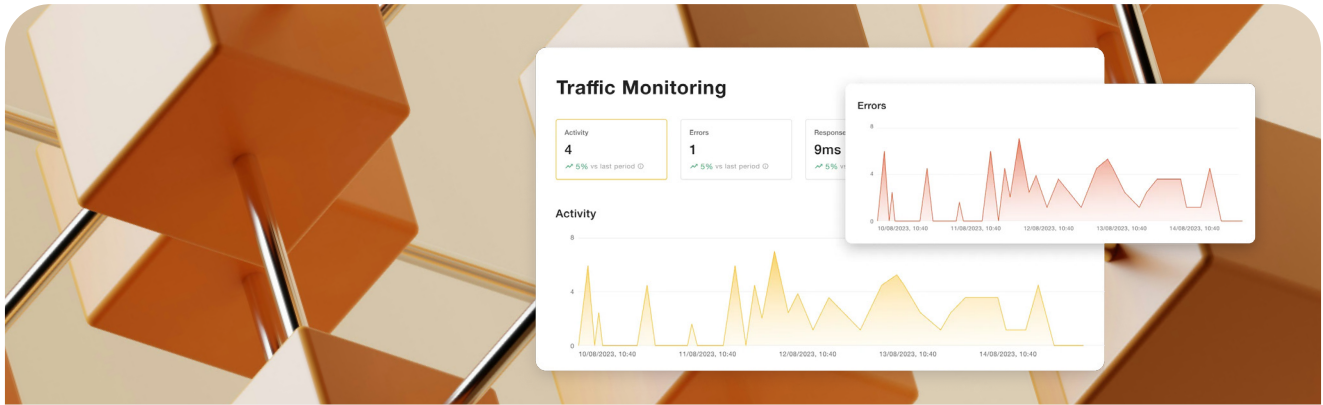 Traffic Monitoring
Activity
4
5% vs last period
Errors
1
5% vs last period
Response
9ms
5%
Activity
8
4
0
10/08/2023, 10:40 11/08/2023, 10:40 12/08/2023, 10:40 13/08/2023, 10:40 14/08/2023, 10:40
Errors
8
4
0
10/08/2023, 10:40 11/08/2023, 10:40 12/08/2023, 10:40 13/08/2023, 10:40 14/08/2023, 10:40